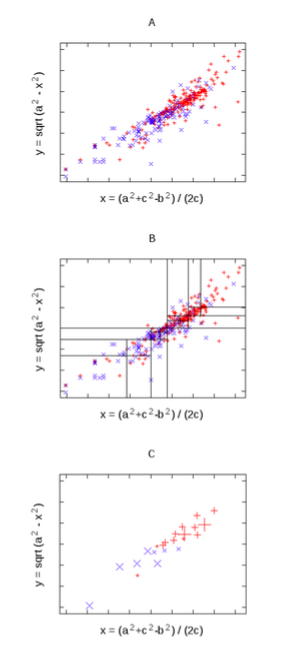 A
y = sqrt (a² - x²)
x = (a²+c²-b²) / (2c)
B
y = sqrt (a² - x²)
x = (a²+c²-b²) / (2c)
C
y = sqrt (a² - x²)
x = (a²+c²-b²) / (2c)